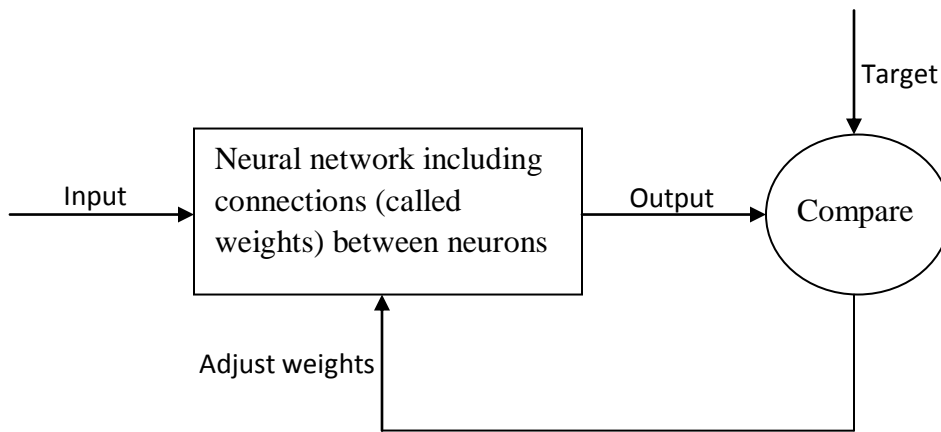 Target
Input
Neural network including
connections (called
weights) between neurons
Output
Compare
Adjust weights